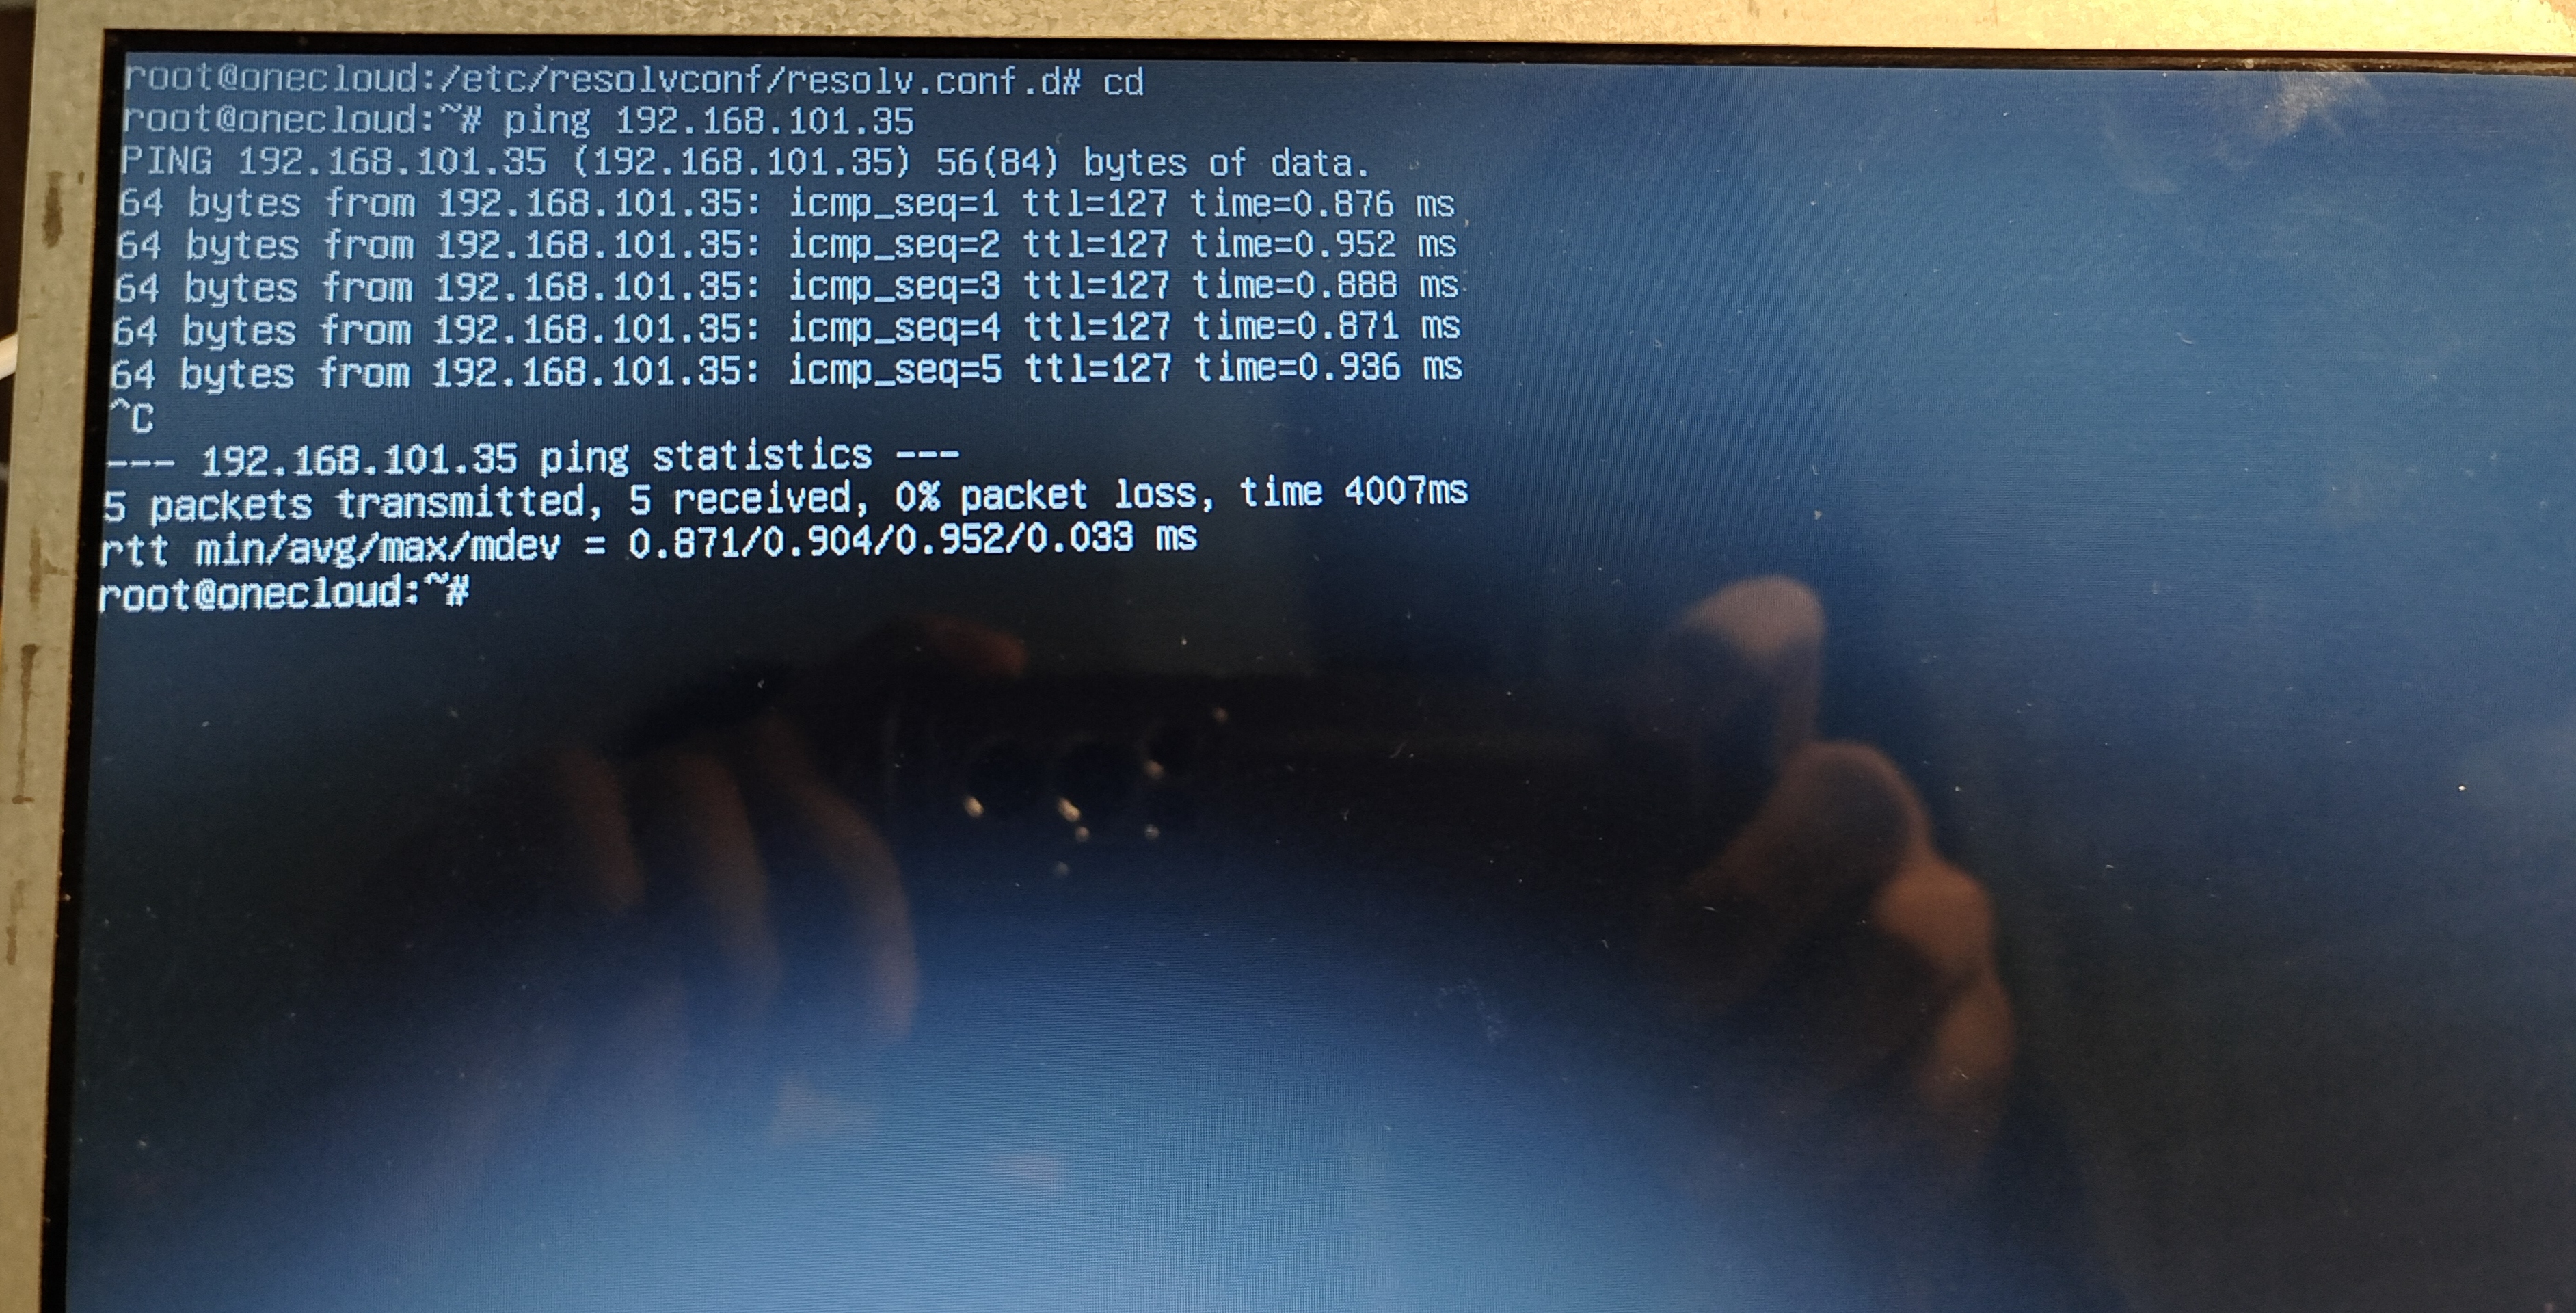 root@onecloud:/etc/resolvconf/resolv.conf.d# cd
root@onecloud:~# ping 192.168.101.35
PING 192.168.101.35 (192.168.101.35) 56(84) bytes of data.
64 bytes from 192.168.101.35: icmp_seq=1 ttl=127 time=0.876 ms
64 bytes from 192.168.101.35: icmp_seq=2 ttl=127 time=0.952 ms
64 bytes from 192.168.101.35: icmp_seq=3 ttl=127 time=0.888 ms
64 bytes from 192.168.101.35: icmp_seq=4 ttl=127 time=0.871 ms
64 bytes from 192.168.101.35: icmp_seq=5 ttl=127 time=0.936 ms
^C
--- 192.168.101.35 ping statistics ---
5 packets transmitted, 5 received, 0% packet loss, time 4007ms
rtt min/avg/max/mdev = 0.871/0.904/0.952/0.033 ms
root@onecloud:~#